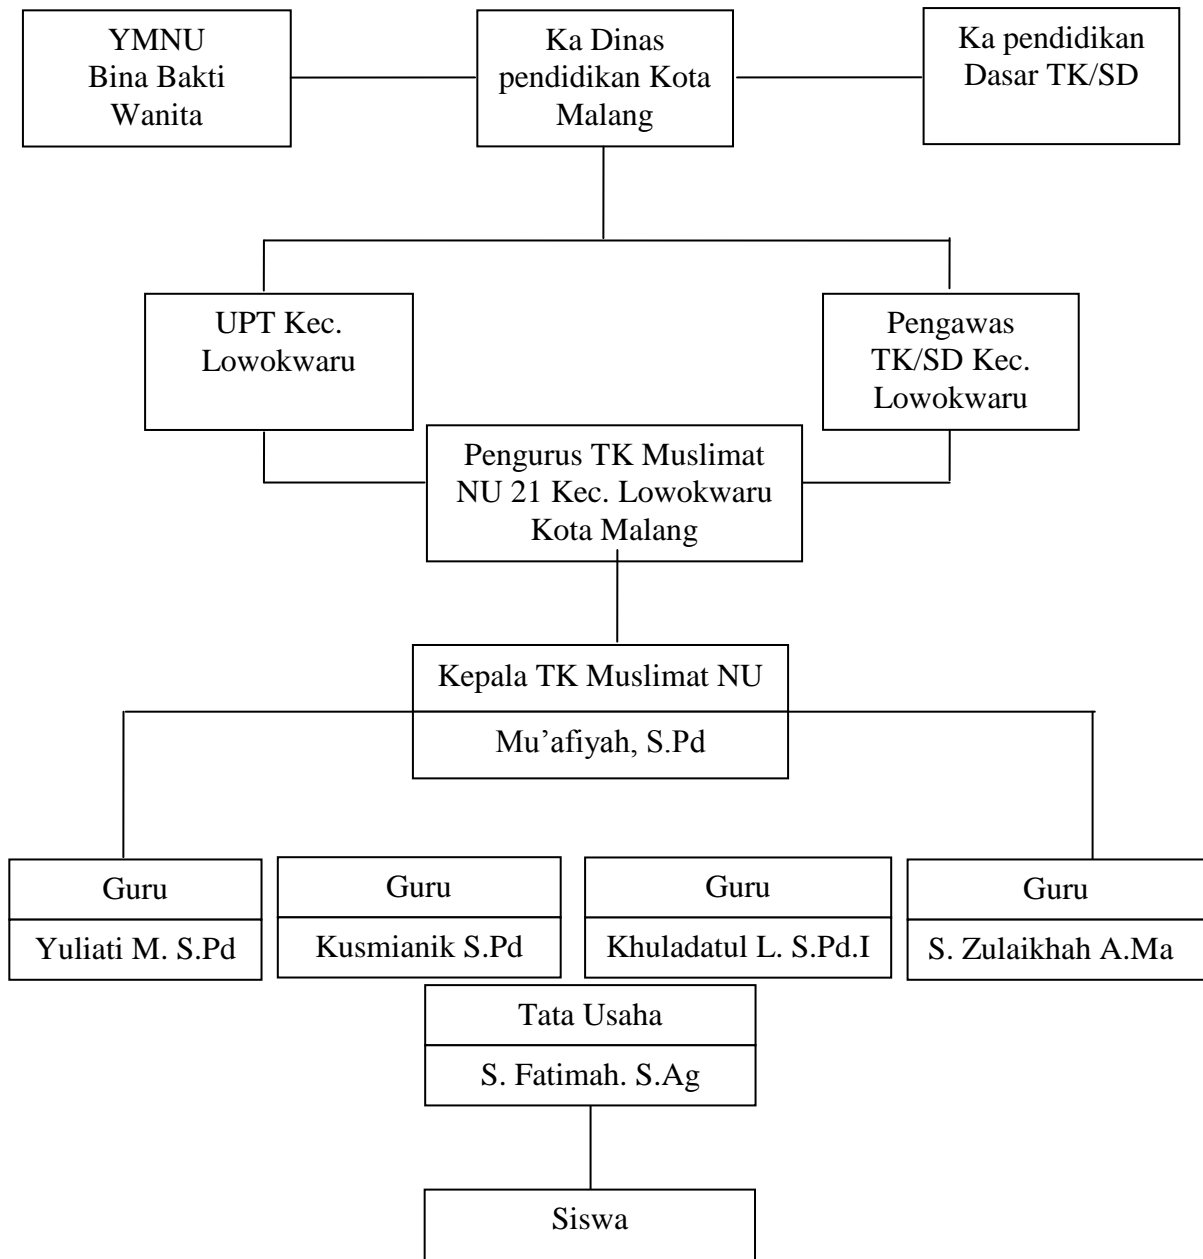 YMNU
Bina Bakti
Wanita
Ka Dinas
pendidikan Kota
Malang
Ka pendidikan
Dasar TK/SD
UPT Kec.
Lowokwaru
Pengawas
TK/SD Kec.
Lowokwaru
Pengurus TK Muslimat
NU 21 Kec. Lowokwaru
Kota Malang
Kepala TK Muslimat NU
Mu’afiyah, S.Pd
Guru
Yuliati M. S.Pd
Guru
Kusmianik S.Pd
Guru
Khuladatul L. S.Pd.I
Guru
S. Zulaikhah A.Ma
Tata Usaha
S. Fatimah. S.Ag
Siswa